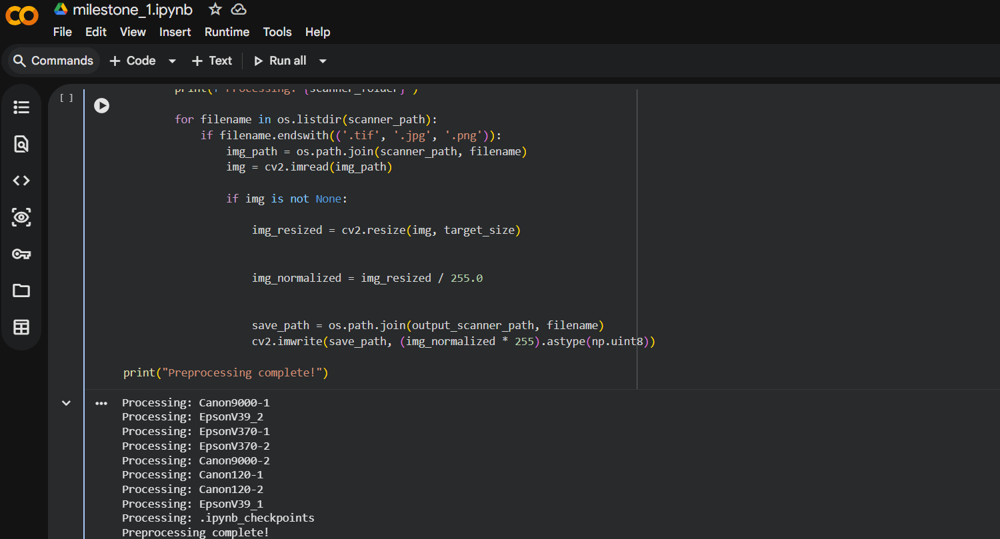 milestone_1.ipynb
File Edit View Insert Runtime Tools Help
Commands + Code + Text Run all
[ ]
print(f"Processing: {scanner_folder}")
for filename in os.listdir(scanner_path):
if filename.endswith(('.tif', '.jpg', '.png')):
img_path = os.path.join(scanner_path, filename)
img = cv2.imread(img_path)
if img is not None:
img_resized = cv2.resize(img, target_size)
img_normalized = img_resized / 255.0
save_path = os.path.join(output_scanner_path, filename)
cv2.imwrite(save_path, (img_normalized * 255).astype(np.uint8))
print("Preprocessing complete!")
Processing: Canon9000-1
Processing: EpsonV39_2
Processing: EpsonV370-1
Processing: EpsonV370-2
Processing: Canon9000-2
Processing: Canon120-1
Processing: Canon120-2
Processing: EpsonV39_1
Processing: .ipynb_checkpoints
Preprocessing complete!